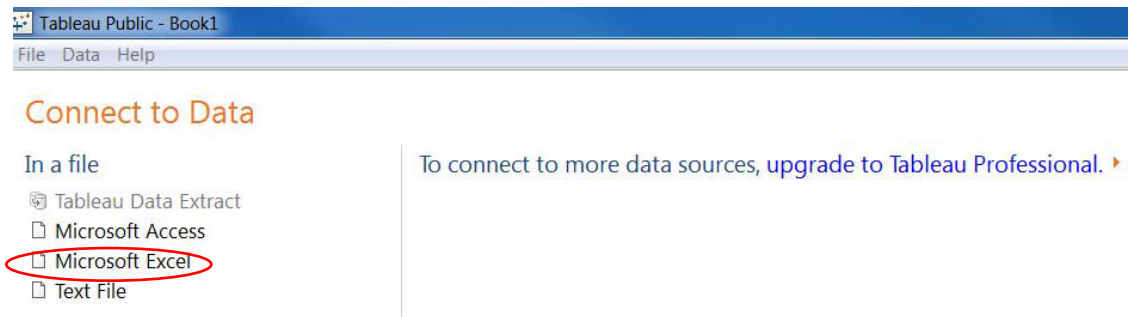 Tableau Public - Book1
File Data Help
Connect to Data
In a file
Tableau Data Extract
Microsoft Access
Microsoft Excel
Text File
To connect to more data sources, upgrade to Tableau Professional.